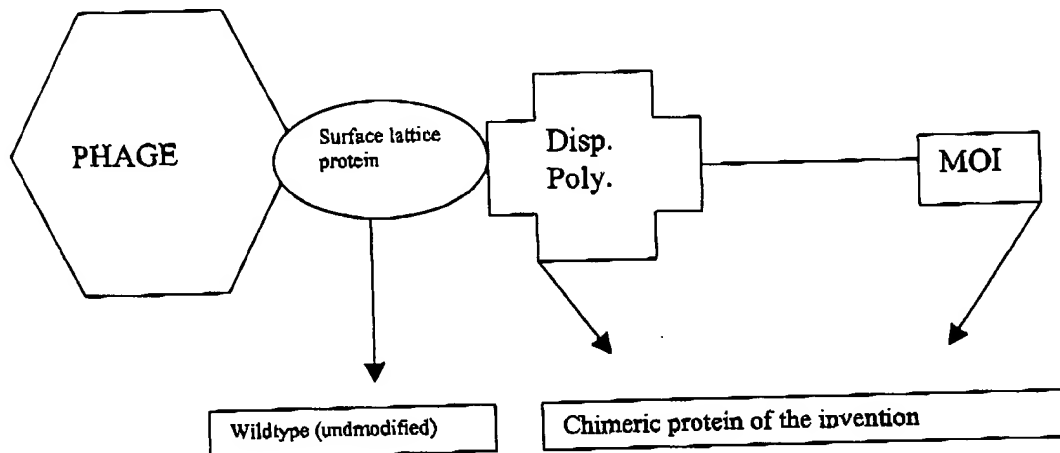 PHAGE
Surface lattice
protein
Disp.
Poly.
MOI
Wildtype (undmodified)
Chimeric protein of the invention